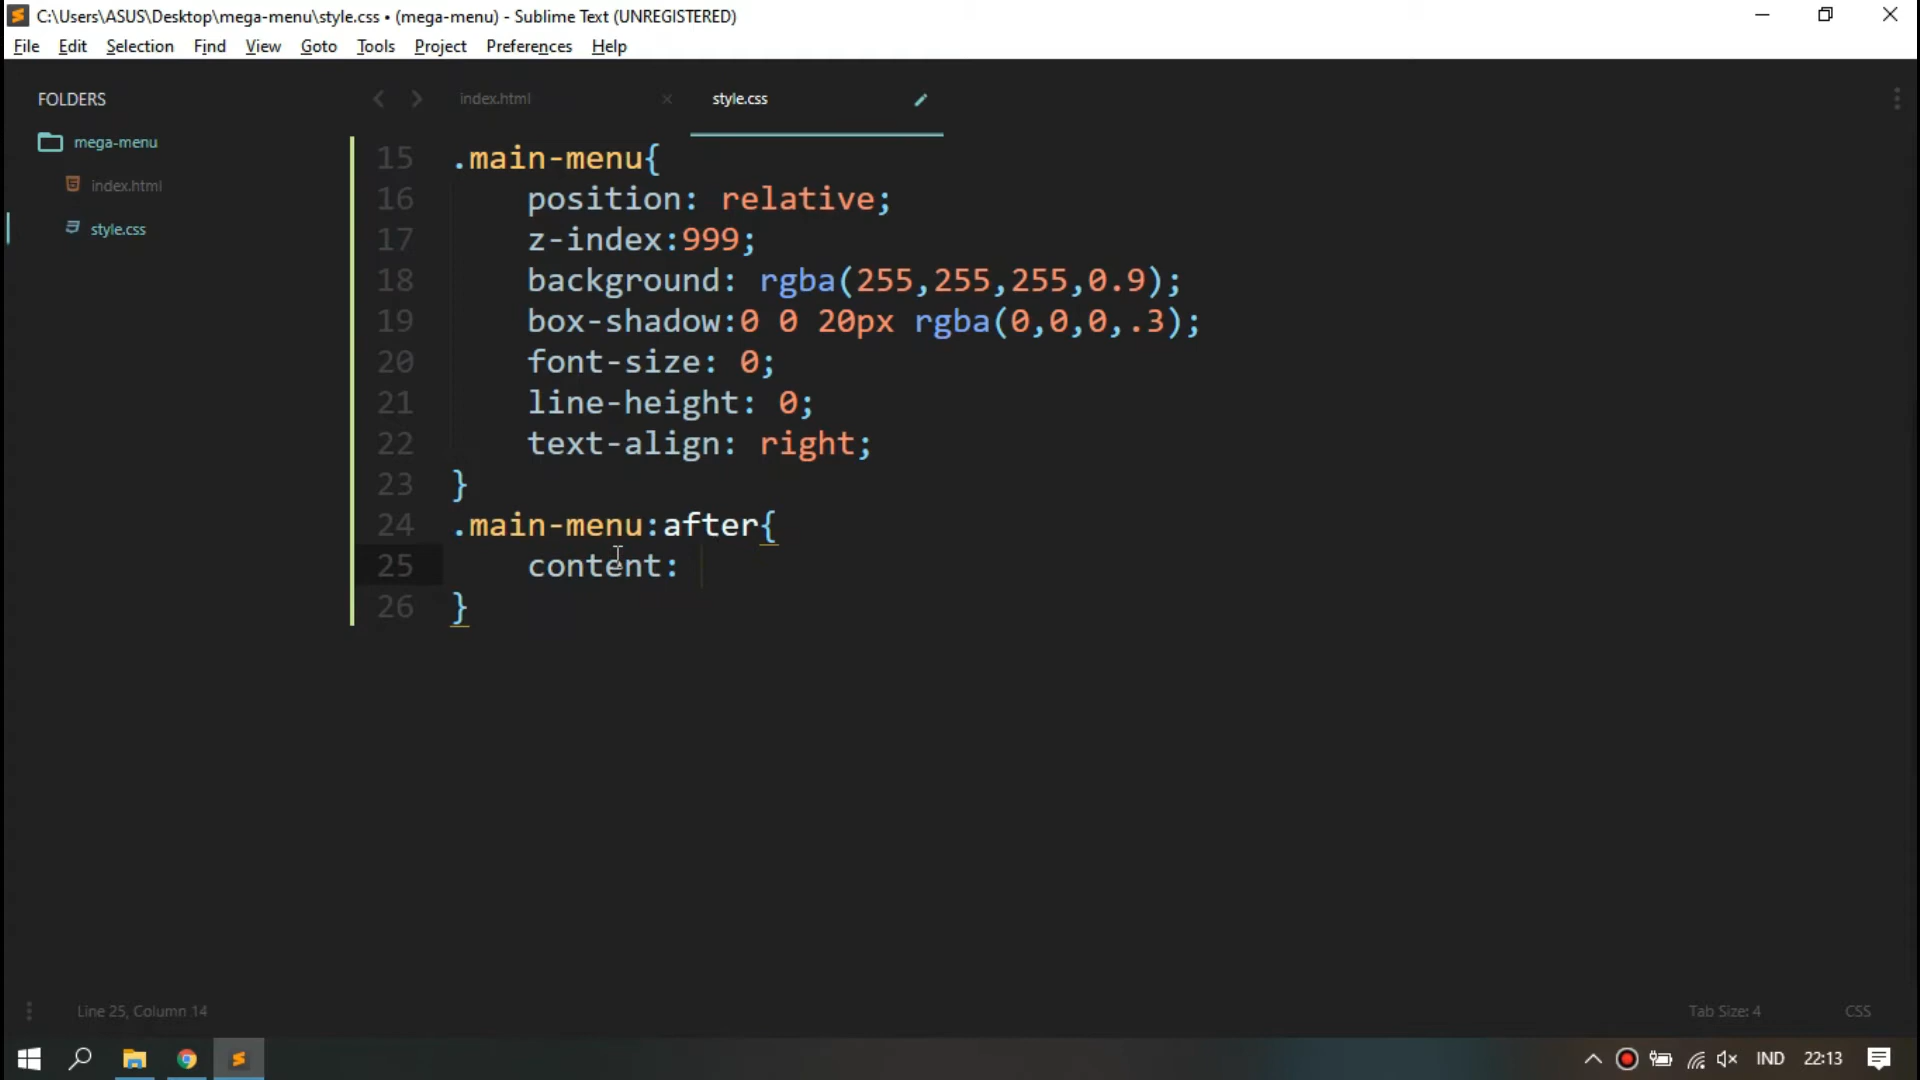 C:\Users\ASUS\Desktop\mega-menu\style.css • (mega-menu) - Sublime Text (UNREGISTERED)
File Edit Selection Find View Goto Tools Project Preferences Help
FOLDERS
mega-menu
index.html
style.css
index.html × style.css
15 .main-menu{
16 position: relative;
17 z-index:999;
18 background: rgba(255,255,255,0.9);
19 box-shadow:0 0 20px rgba(0,0,0,.3);
20 font-size: 0;
21 line-height: 0;
22 text-align: right;
23 }
24 .main-menu:after{
25 content:
26 }
Line 25, Column 14
Tab Size: 4 CSS
IND 22:13